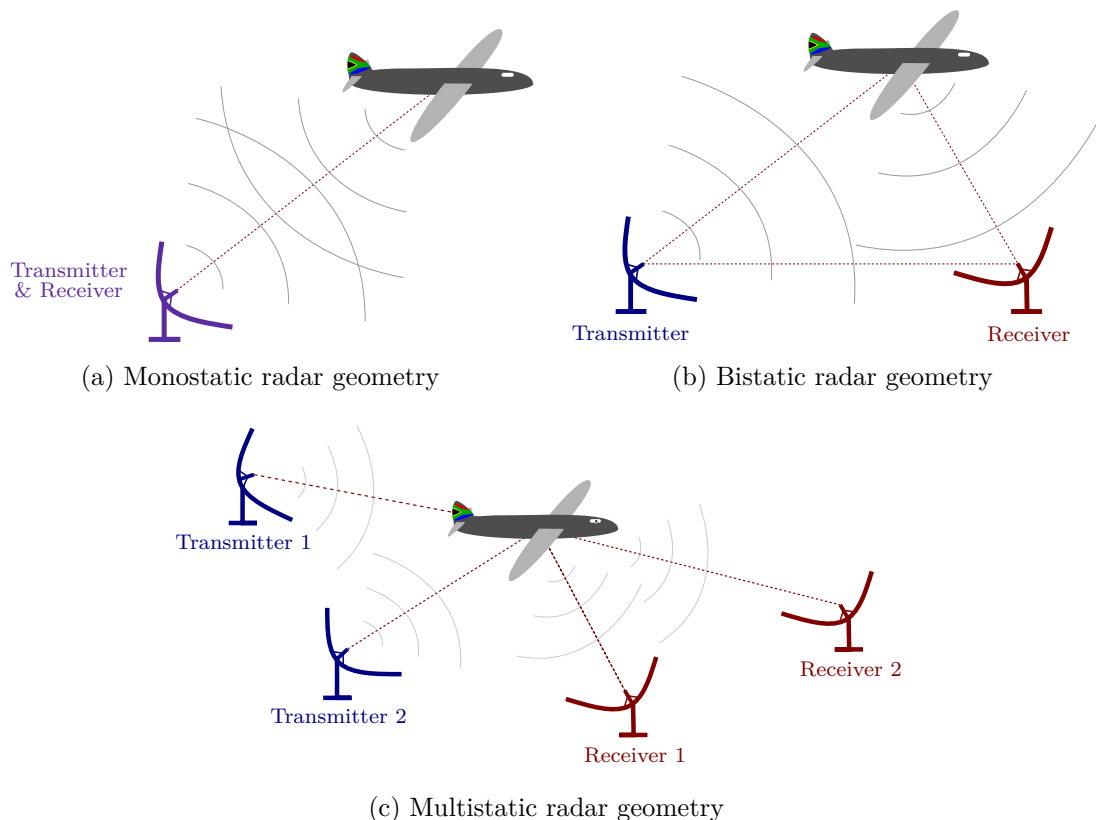 Transmitter
& Receiver
Transmitter
Receiver
(a) Monostatic radar geometry
(b) Bistatic radar geometry
Transmitter 1
Transmitter 2
Receiver 1
Receiver 2
(c) Multistatic radar geometry